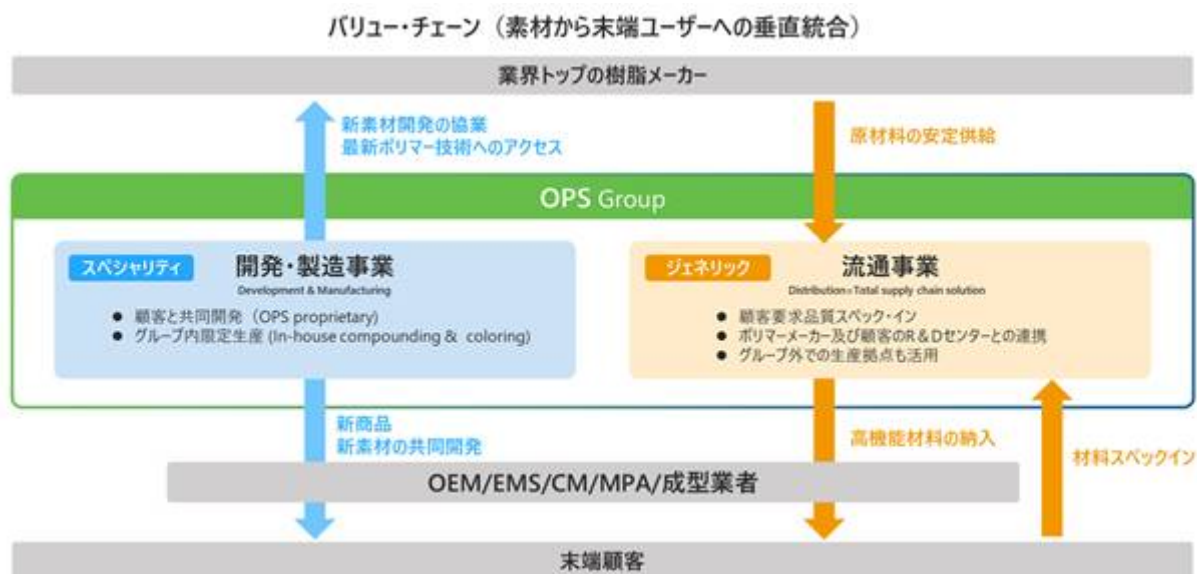 バリュー・チェーン（素材から末端ユーザーへの垂直統合）
業界トップの樹脂メーカー
新素材開発の協業
最新ポリマー技術へのアクセス
原材料の安定供給
OPS Group
スペシャリティ
開発・製造事業
Development & Manufacturing
● 顧客と共同開発（OPS proprietary)
● グループ内限定生産 (In-house compounding & coloring)
ジェネリック
流通事業
Distribution=Total supply chain solution
● 顧客要求品質スペック・イン
● ポリマーメーカー及び顧客のR＆Dセンターとの連携
● グループ外での生産拠点も活用
新商品
新素材の共同開発
高機能材料の納入
材料スペックイン
OEM/EMS/CM/MPA/成型業者
末端顧客